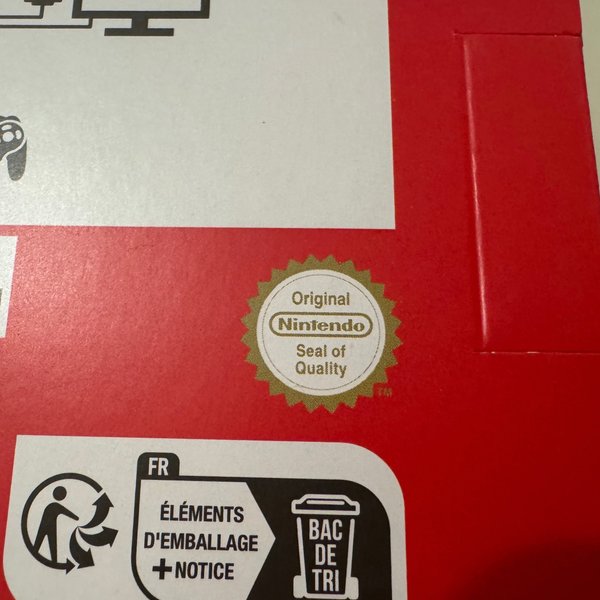 Original
Nintendo
Seal of
Quality
TM
FR
ÉLÉMENTS
D'EMBALLAGE
+NOTICE
BAC
DE
TRI